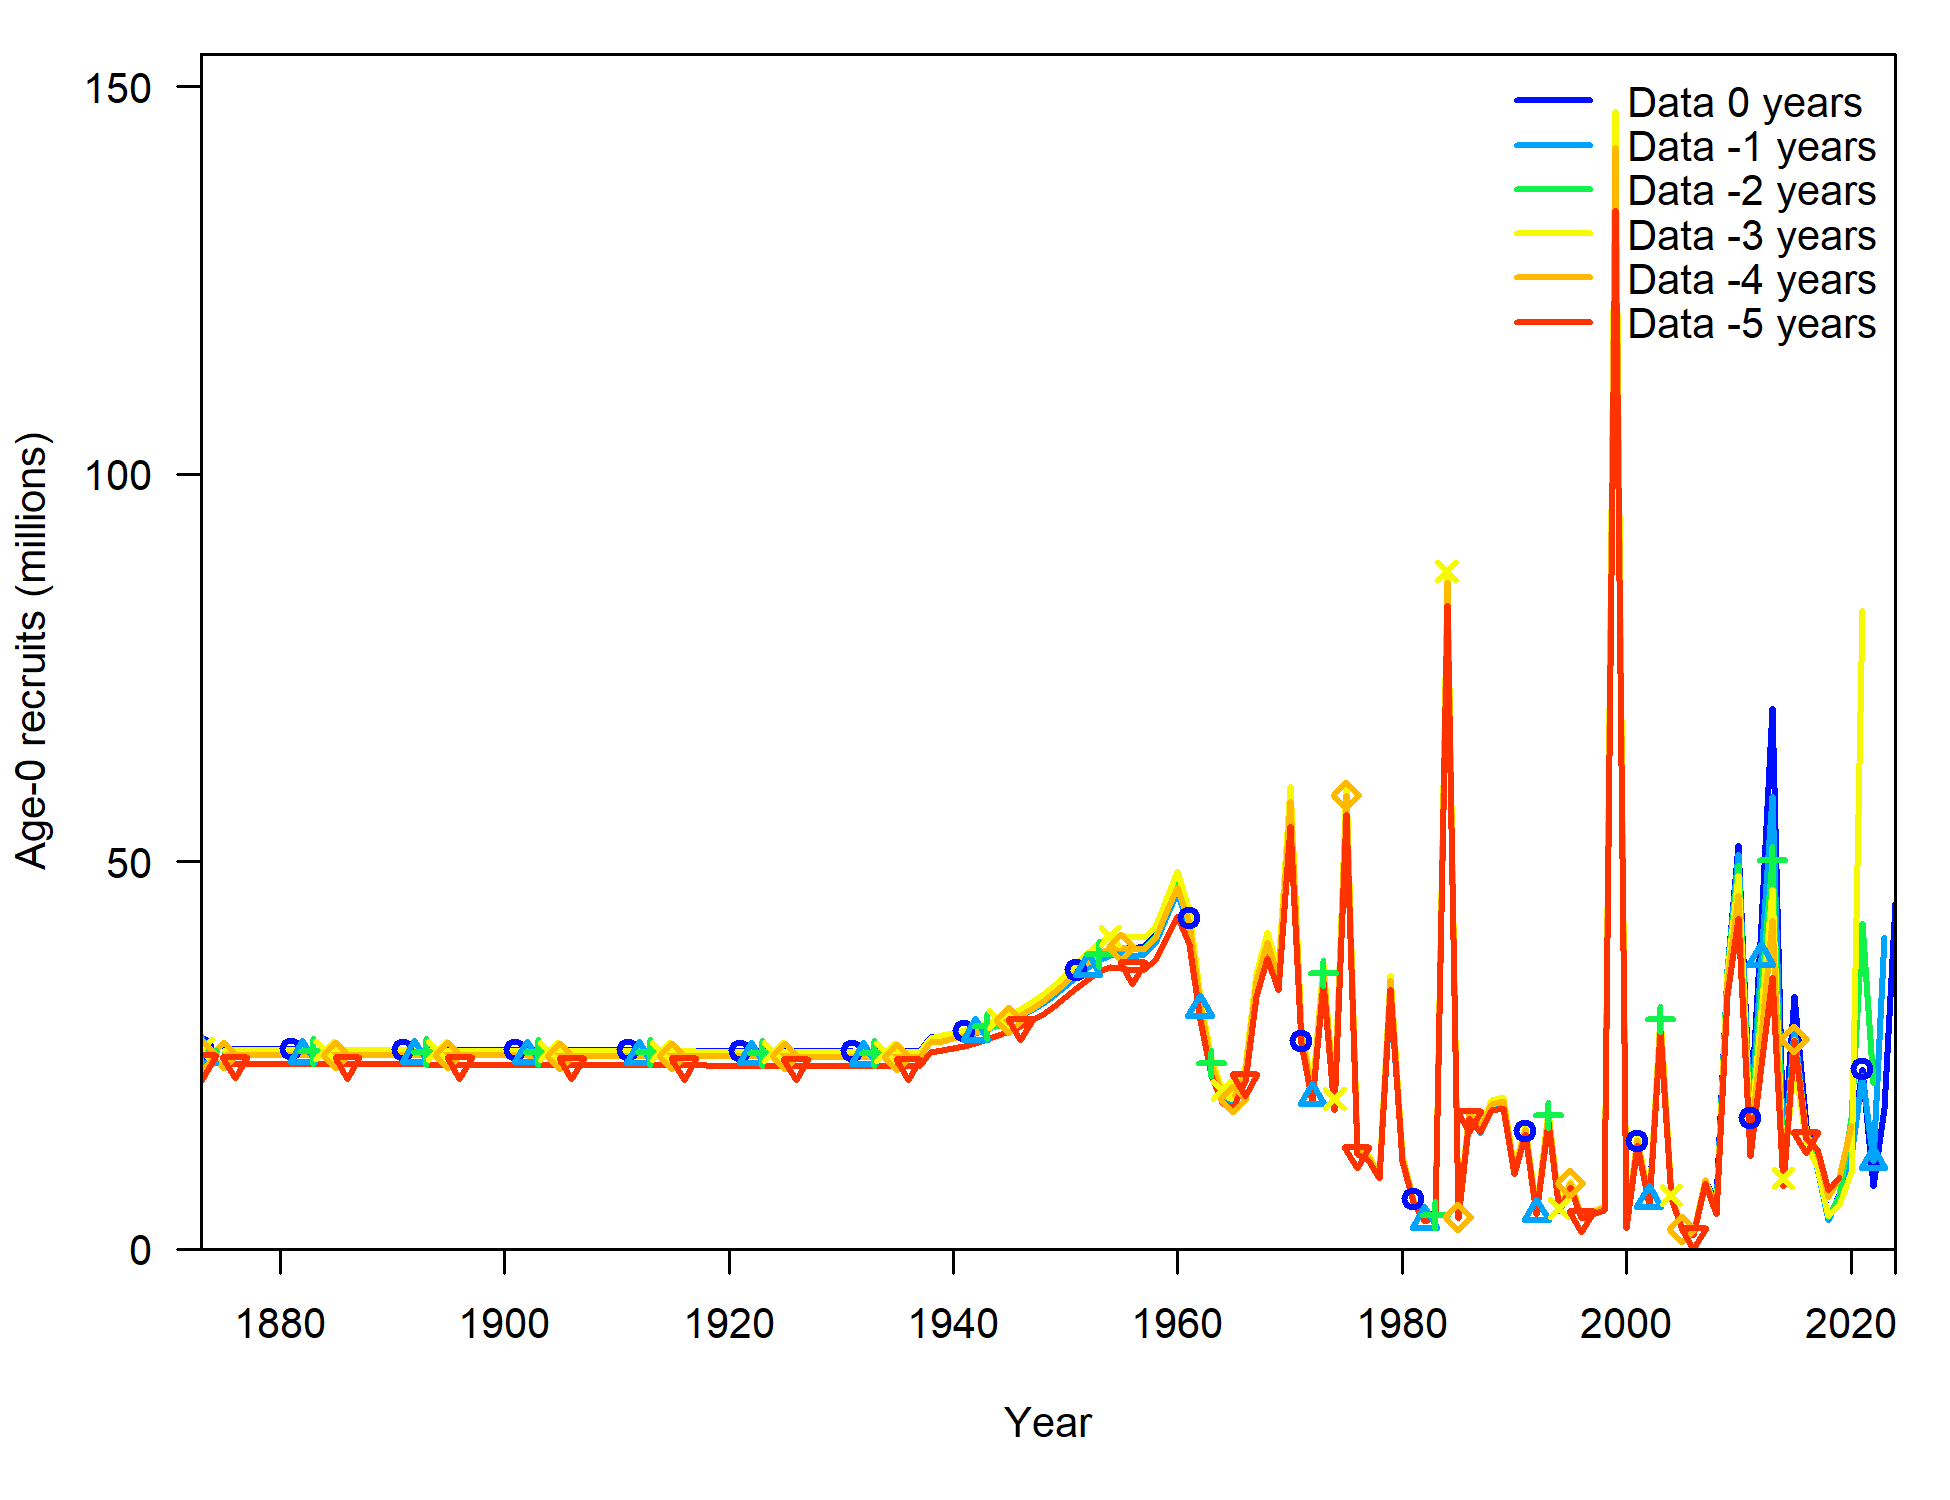 150
100
50
0
Age-0 recruits (millions)
Data 0 years
Data -1 years
Data -2 years
Data -3 years
Data -4 years
Data -5 years
1880 1900 1920 1940 1960 1980 2000 2020
Year